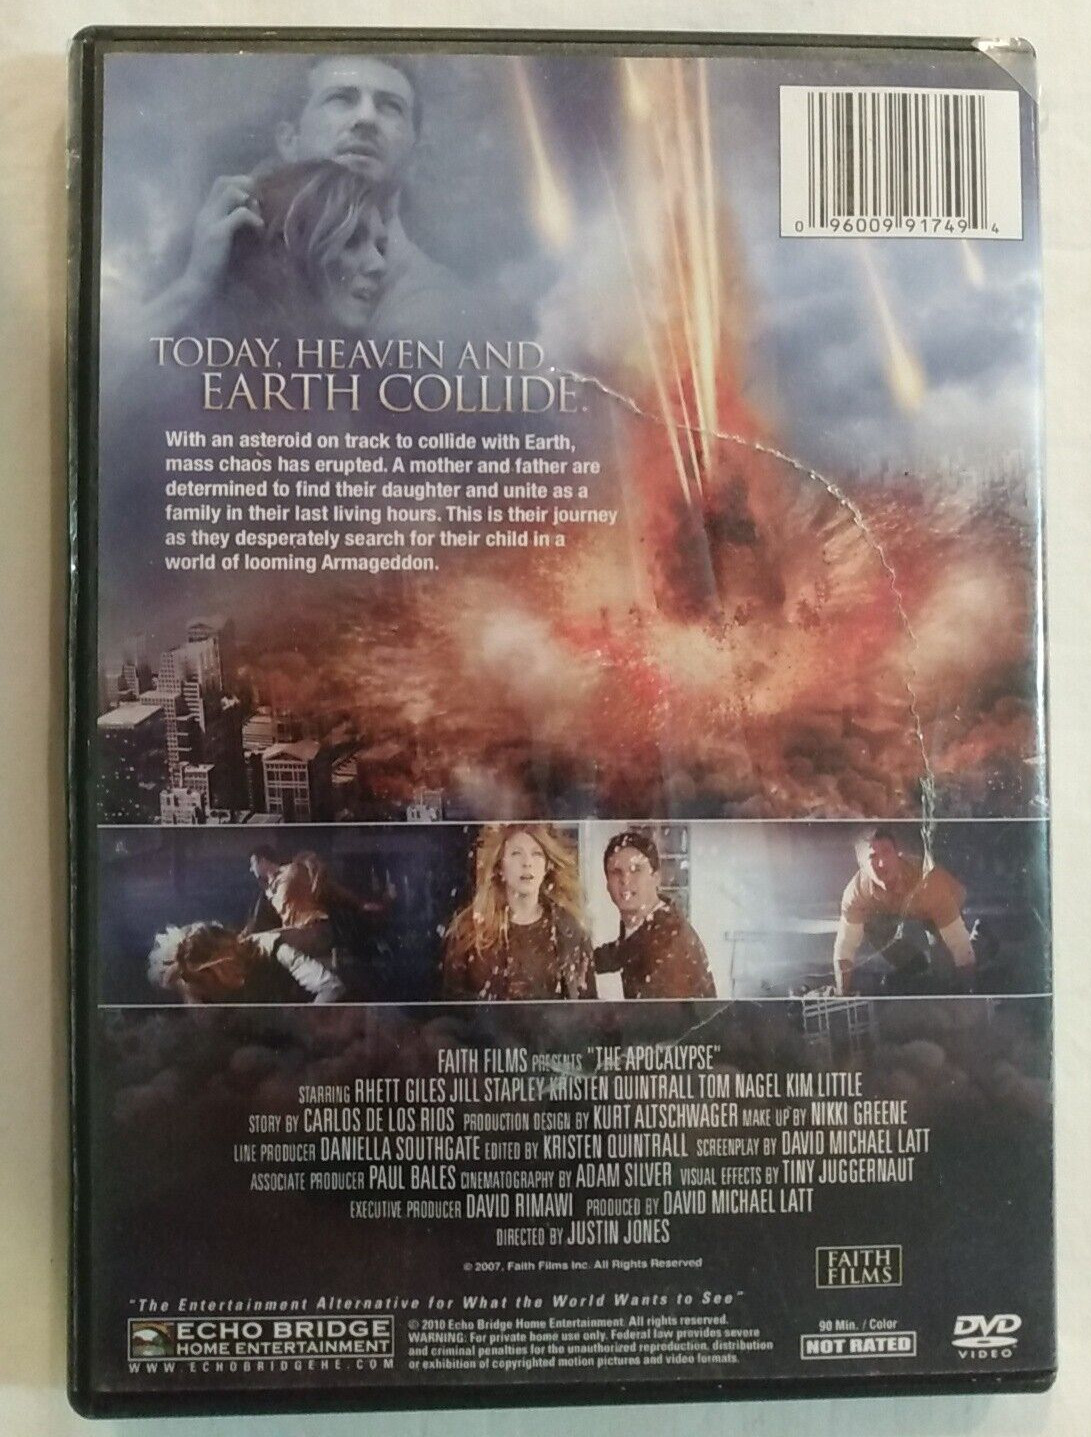 0 96009 91749 4
TODAY, HEAVEN AND
EARTH COLLIDE.
With an asteroid on track to collide with Earth,
mass chaos has erupted. A mother and father are
determined to find their daughter and unite as a
family in their last living hours. This is their journey
as they desperately search for their child in a
world of looming Armageddon.
FAITH FILMS PRESENTS "THE APOCALYPSE"
STARRING RHETT GILES JILL STAPLEY KRISTEN QUINTRALL TOM NAGEL KIM LITTLE
STORY BY CARLOS DE LOS RIOS PRODUCTION DESIGN BY KURT ALTSCHWAGER MAKE UP BY NIKKI GREENE
LINE PRODUCER DANIELLA SOUTHGATE EDITED BY KRISTEN QUINTRALL SCREENPLAY BY DAVID MICHAEL LATT
ASSOCIATE PRODUCER PAUL BALES CINEMATOGRAPHY BY ADAM SILVER VISUAL EFFECTS BY TINY JUGGERNAUT
EXECUTIVE PRODUCER DAVID RIMAWI PRODUCED BY DAVID MICHAEL LATT
DIRECTED BY JUSTIN JONES
© 2007, Faith Films Inc. All Rights Reserved
FAITH
FILMS
"The Entertainment Alternative for What the World Wants to See"
ECHO BRIDGE
HOME ENTERTAINMENT
WWW.ECHOBRIDGEHE.COM
© 2010 Echo Bridge Home Entertainment. All rights reserved.
WARNING: For private home use only. Federal law provides severe
and criminal penalties for the unauthorized reproduction, distribution
or exhibition of copyrighted motion pictures and video formats.
90 Min. / Color
NOT RATED
DVD
VIDEO